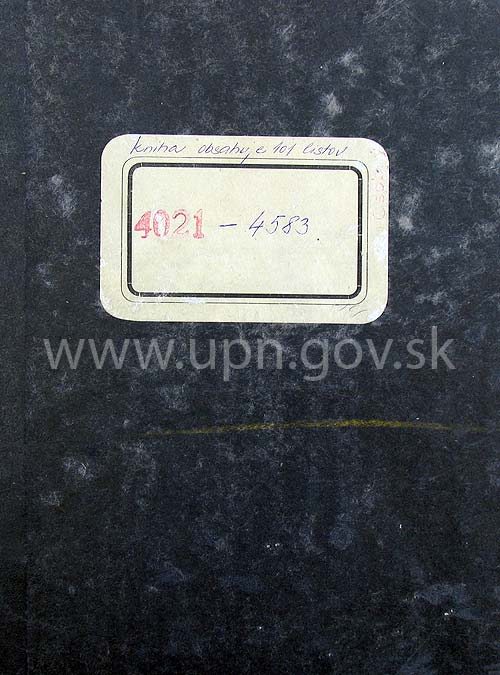 kniha obsahuje 101 listov
4021 - 4583.
www.upn.gov.sk